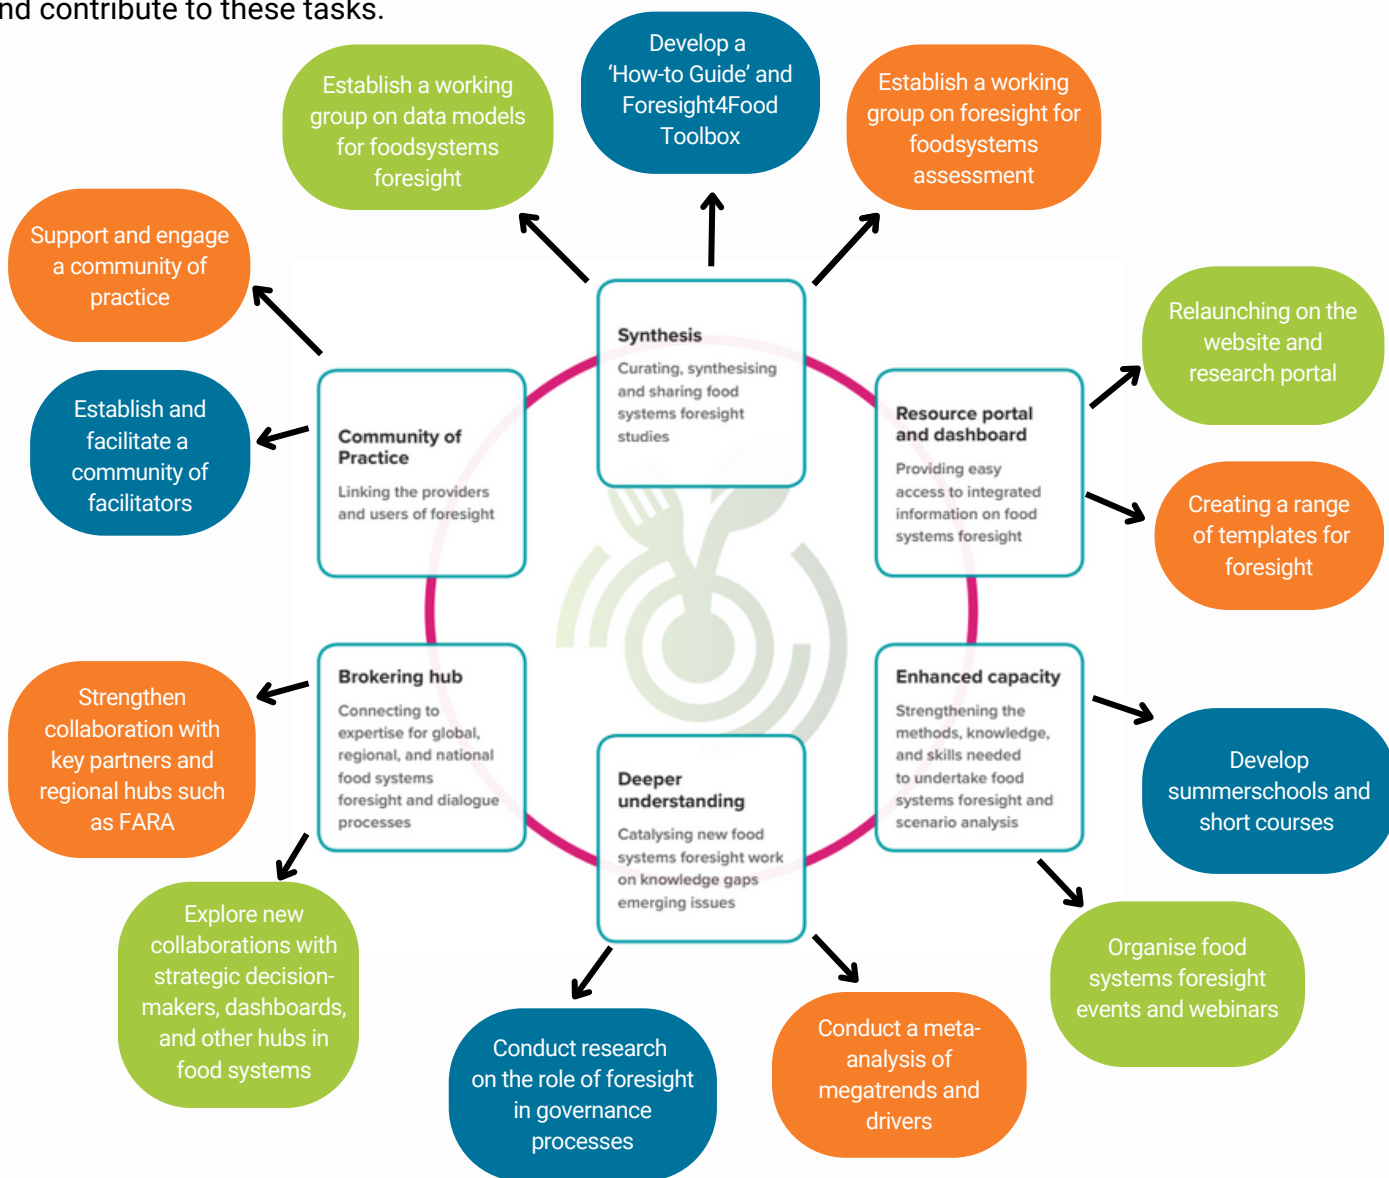 nd contribute to these tasks.
Develop a
‘How-to Guide’ and
Foresight4Food
Toolbox
Establish a working
group on data models
for foodsystems
foresight
Establish a working
group on foresight for
foodsystems
assessment
Support and engage
a community of
practice
Establish and
facilitate a
community of
facilitators
Synthesis
Curating, synthesising
and sharing food
systems foresight
studies
Relaunching on the
website and
research portal
Creating a range
of templates for
foresight
Community of
Practice
Linking the providers
and users of foresight
Resource portal
and dashboard
Providing easy
access to integrated
information on food
systems foresight
Strengthen
collaboration with
key partners and
regional hubs such
as FARA
Brokering hub
Connecting to
expertise for global,
regional, and national
food systems
foresight and dialogue
processes
Enhanced capacity
Strengthening the
methods, knowledge,
and skills needed
to undertake food
systems foresight and
scenario analysis
Develop
summerschools and
short courses
Deeper
understanding
Catalysing new food
systems foresight work
on knowledge gaps
emerging issues
Explore new
collaborations with
strategic decision-
makers, dashboards,
and other hubs in
food systems
Organise food
systems foresight
events and webinars
Conduct research
on the role of foresight
in governance
processes
Conduct a meta-
analysis of
megatrends and
drivers